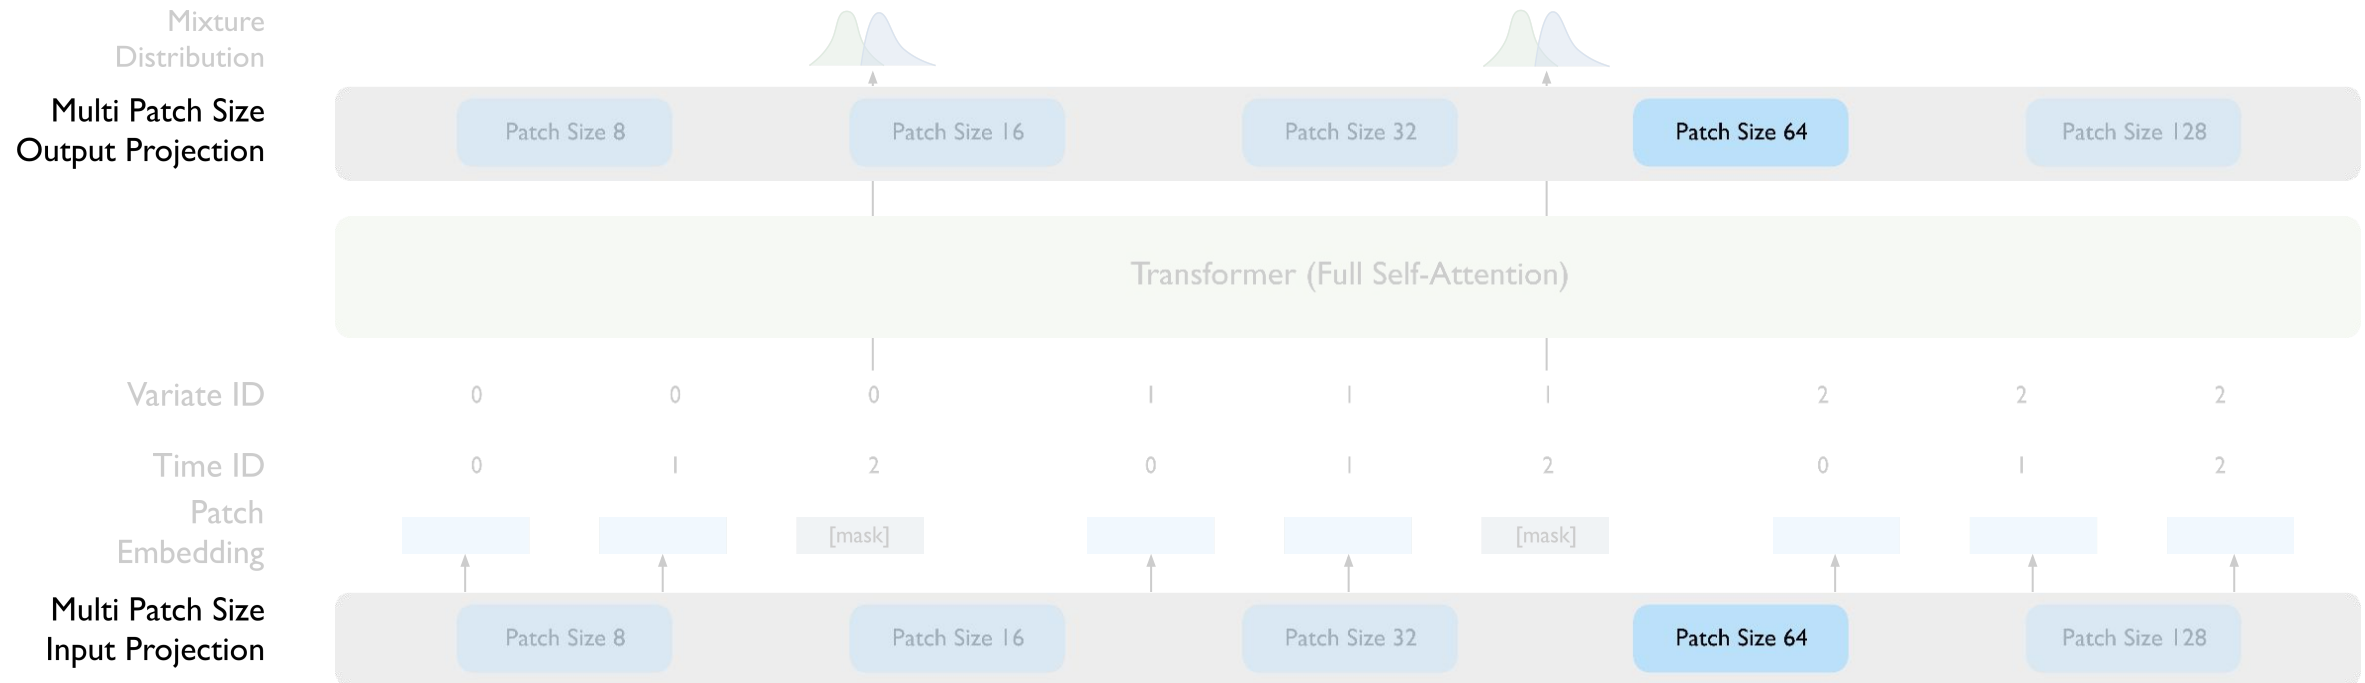 Mixture
Distribution
Multi Patch Size
Output Projection
Patch Size 8
Patch Size 16
Patch Size 32
Patch Size 64
Patch Size 128
Transformer (Full Self-Attention)
Variate ID
0 0 0 1 1 1 2 2 2
Time ID
0 1 2 0 1 2 0 1 2
Patch
Embedding
[mask]
[mask]
Multi Patch Size
Input Projection
Patch Size 8
Patch Size 16
Patch Size 32
Patch Size 64
Patch Size 128